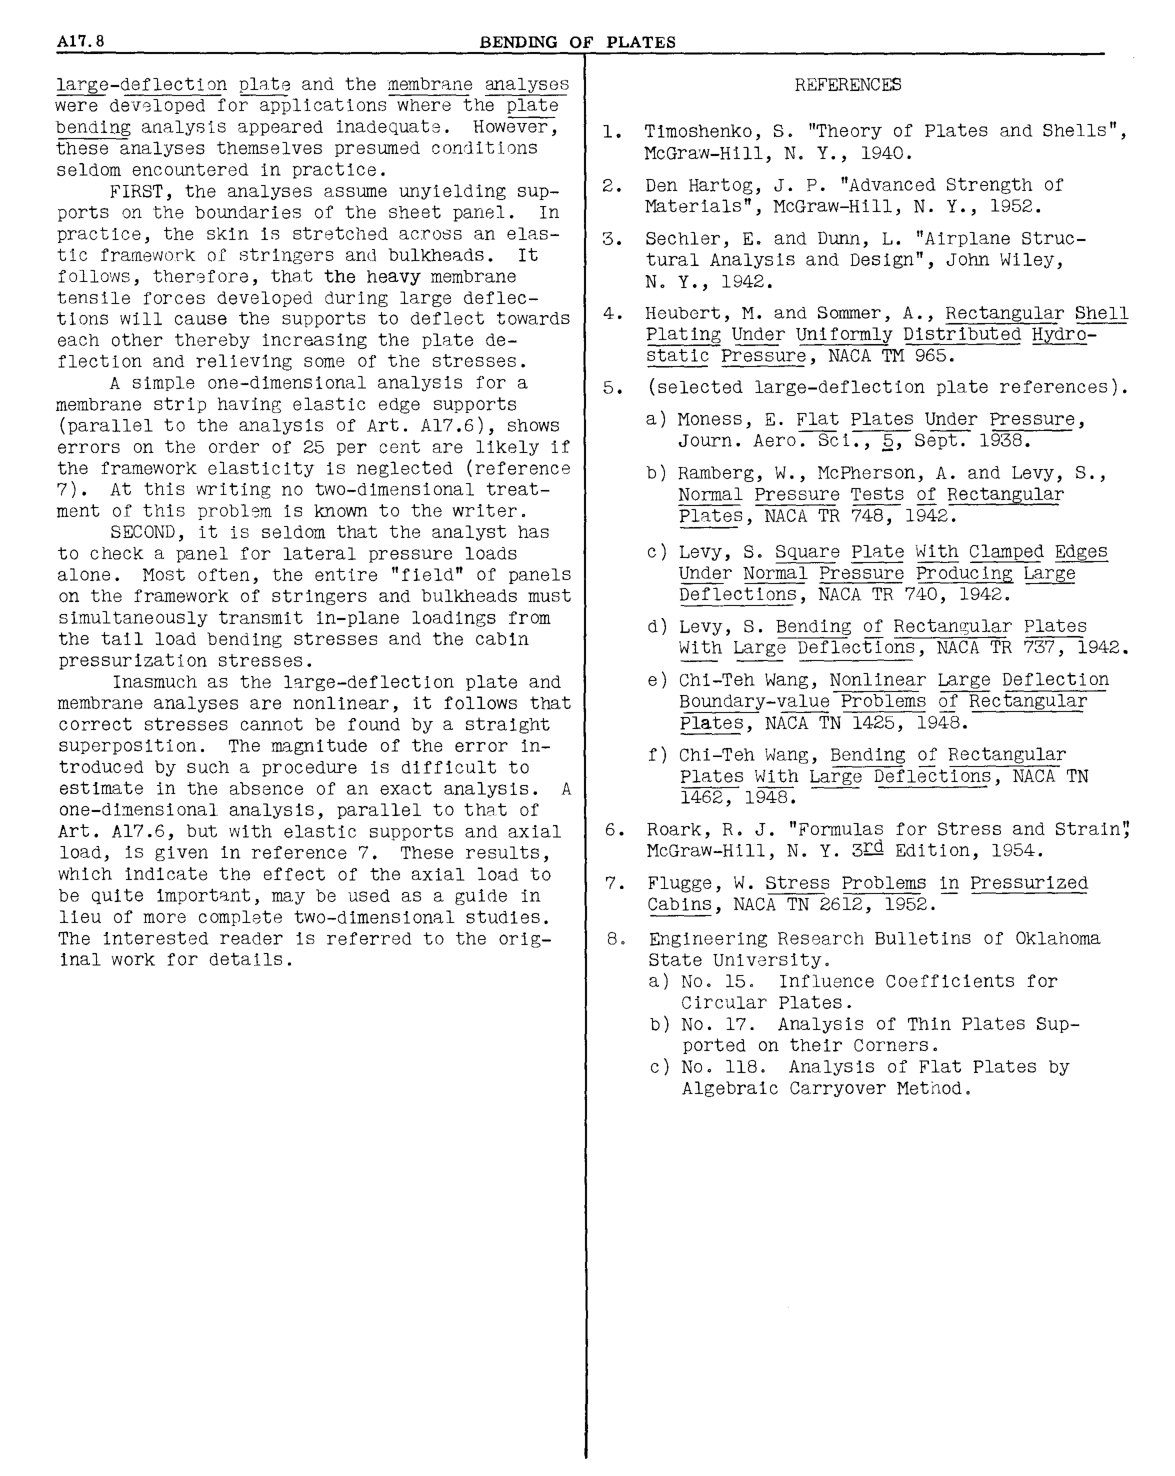 A17.8 BENDING OF PLATES
large-deflection plate and the membrane analyses
were developed for applications where the plate
bending analysis appeared inadequate. However,
these analyses themselves presumed conditions
seldom encountered in practice.
FIRST, the analyses assume unyielding sup-
ports on the boundaries of the sheet panel. In
practice, the skin is stretched across an elas-
tic framework of stringers and bulkheads. It
follows, therefore, that the heavy membrane
tensile forces developed during large deflec-
tions will cause the supports to deflect towards
each other thereby increasing the plate de-
flection and relieving some of the stresses.
A simple one-dimensional analysis for a
membrane strip having elastic edge supports
(parallel to the analysis of Art. A17.6), shows
errors on the order of 25 per cent are likely if
the framework elasticity is neglected (reference
7). At this writing no two-dimensional treat-
ment of this problem is known to the writer.
SECOND, it is seldom that the analyst has
to check a panel for lateral pressure loads
alone. Most often, the entire "field" of panels
on the framework of stringers and bulkheads must
simultaneously transmit in-plane loadings from
the tail load bending stresses and the cabin
pressurization stresses.
Inasmuch as the large-deflection plate and
membrane analyses are nonlinear, it follows that
correct stresses cannot be found by a straight
superposition. The magnitude of the error in-
troduced by such a procedure is difficult to
estimate in the absence of an exact analysis. A
one-dimensional analysis, parallel to that of
Art. A17.6, but with elastic supports and axial
load, is given in reference 7. These results,
which indicate the effect of the axial load to
be quite important, may be used as a guide in
lieu of more complete two-dimensional studies.
The interested reader is referred to the orig-
inal work for details.
REFERENCES
1. Timoshenko, S. "Theory of Plates and Shells",
McGraw-Hill, N. Y., 1940.
2. Den Hartog, J. P. "Advanced Strength of
Materials", McGraw-Hill, N. Y., 1952.
3. Sechler, E. and Dunn, L. "Airplane Struc-
tural Analysis and Design", John Wiley,
N. Y., 1942.
4. Heubert, M. and Sommer, A., Rectangular Shell
Plating Under Uniformly Distributed Hydro-
static Pressure, NACA TM 965.
5. (selected large-deflection plate references).
a) Moness, E. Flat Plates Under Pressure,
Journ. Aero. Sci., 5, Sept. 1938.
b) Ramberg, W., McPherson, A. and Levy, S.,
Normal Pressure Tests of Rectangular
Plates, NACA TR 748, 1942.
c) Levy, S. Square Plate With Clamped Edges
Under Normal Pressure Producing Large
Deflections, NACA TR 740, 1942.
d) Levy, S. Bending of Rectangular Plates
With Large Deflections, NACA TR 737, 1942.
e) Chi-Teh Wang, Nonlinear Large Deflection
Boundary-value Problems of Rectangular
Plates, NACA TN 1425, 1948.
f) Chi-Teh Wang, Bending of Rectangular
Plates With Large Deflections, NACA TN
1462, 1948.
6. Roark, R. J. "Formulas for Stress and Strain",
McGraw-Hill, N. Y. 3rd Edition, 1954.
7. Flugge, W. Stress Problems in Pressurized
Cabins, NACA TN 2612, 1952.
8. Engineering Research Bulletins of Oklahoma
State University.
a) No. 15. Influence Coefficients for
Circular Plates.
b) No. 17. Analysis of Thin Plates Sup-
ported on their Corners.
c) No. 118. Analysis of Flat Plates by
Algebraic Carryover Method.